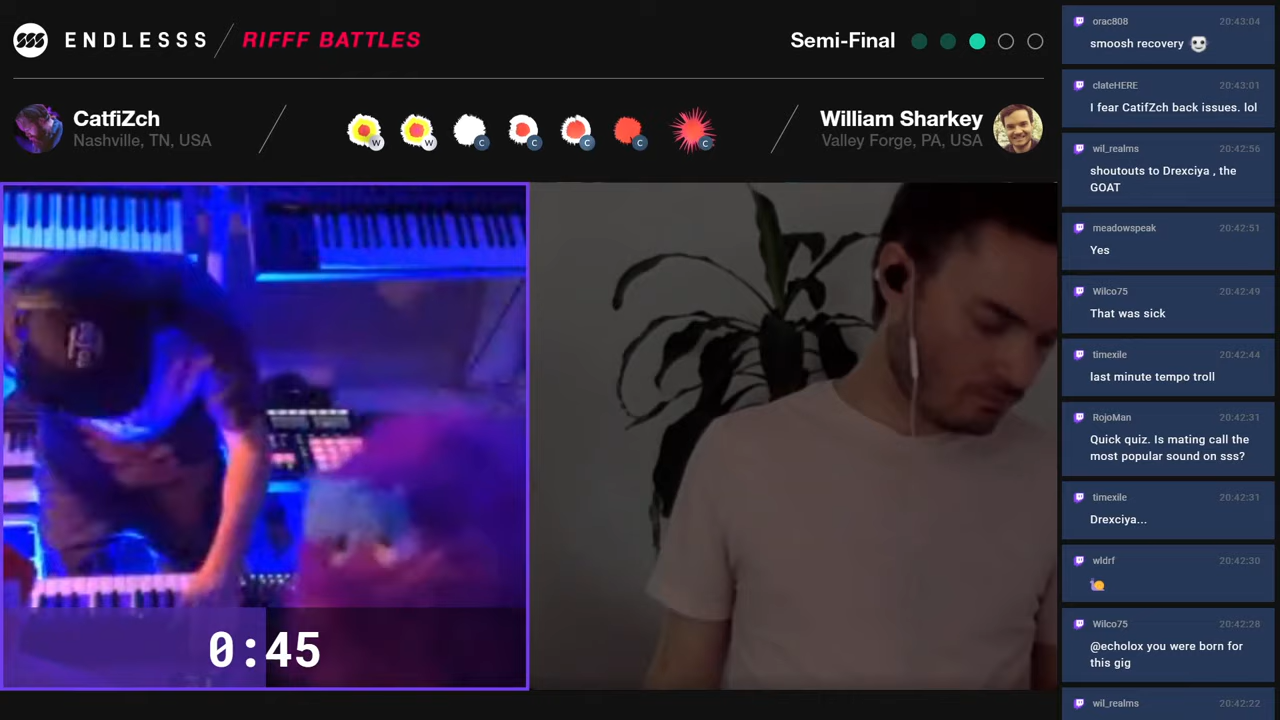 ENDLESSS
RIFFF BATTLES
Semi-Final
CatfiZch
Nashville, TN, USA
W
W
C
C
C
C
C
William Sharkey
Valley Forge, PA, USA
0:45
orac808 20:43:04
smoosh recovery
clateHERE 20:43:01
I fear CatifZch back issues. lol
wil_realms 20:42:56
shoutouts to Drexciya , the
GOAT
meadowspeak 20:42:51
Yes
Wilco75 20:42:49
That was sick
timexile 20:42:44
last minute tempo troll
RojoMan 20:42:31
Quick quiz. Is mating call the
most popular sound on sss?
timexile 20:42:31
Drexciya...
wldrf 20:42:30
Wilco75 20:42:28
@echolox you were born for
this gig
wil_realms 20:42:22